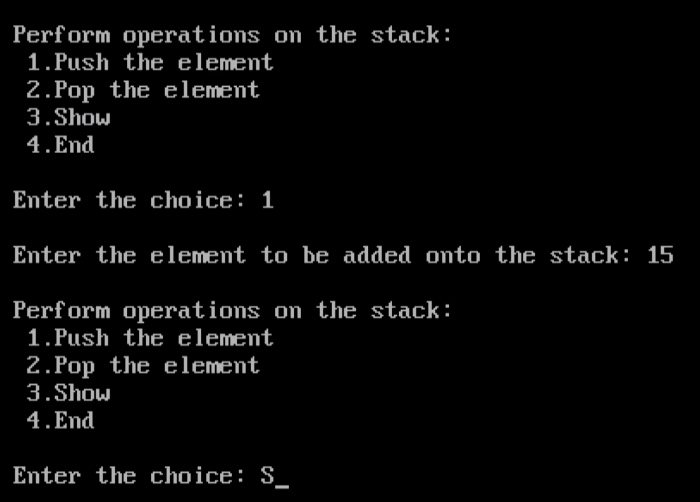 Perform operations on the stack:
1.Push the element
2.Pop the element
3.Show
4.End
Enter the choice: 1
Enter the element to be added onto the stack: 15
Perform operations on the stack:
1.Push the element
2.Pop the element
3.Show
4.End
Enter the choice: S_